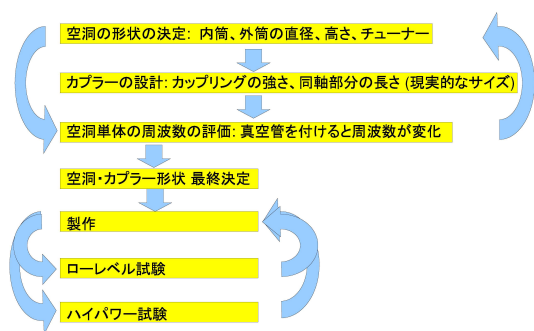 空洞の形状の決定: 内筒、外筒の直径、高さ、チューナー
カプラーの設計: カップリングの強さ、同軸部分の長さ (現実的なサイズ)
空洞単体の周波数の評価: 真空管を付けると周波数が変化
空洞・カプラー形状 最終決定
製作
ローレベル試験
ハイパワー試験